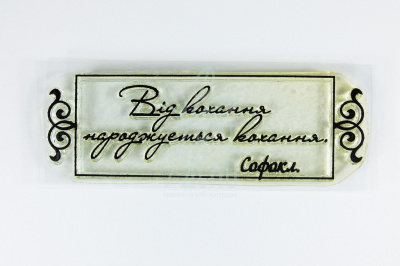 Від кохання
народжується кохання.
Софокл.